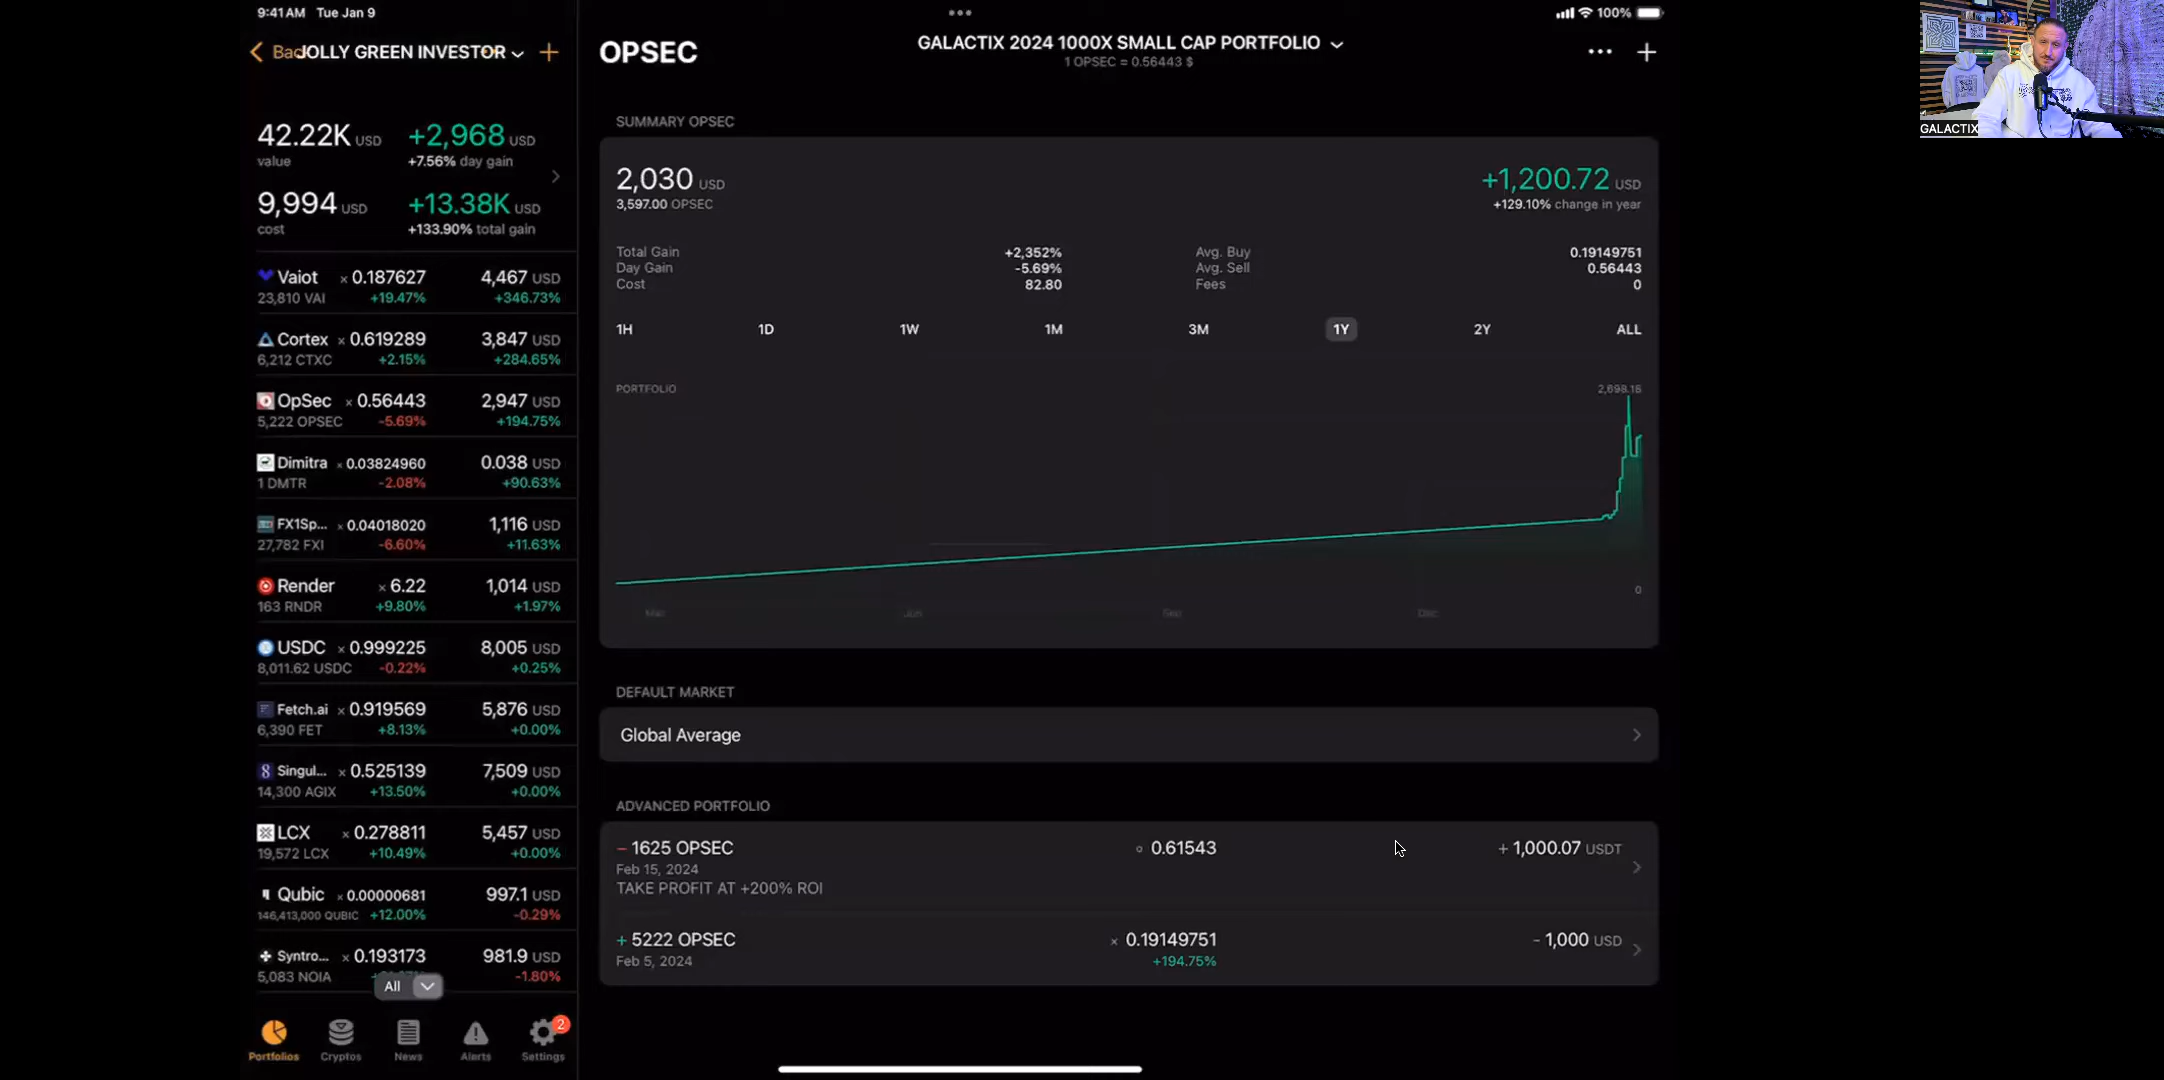 9:41 AM Tue Jan 9
100%
Back
JOLLY GREEN INVESTOR
42.22K USD +2,968 USD
value +7.56% day gain
9,994 USD +13.38K USD
cost +133.90% total gain
Vaiot × 0.187627 4,467 USD
23,810 VAI +19.47% +346.73%
Cortex × 0.619289 3,847 USD
6,212 CTXC +2.15% +284.65%
OpSec × 0.56443 2,947 USD
5,222 OPSEC -5.69% +194.75%
Dimitra × 0.03824960 0.038 USD
1 DMTR -2.08% +90.63%
FX1Sp... × 0.04018020 1,116 USD
27,782 FXI -6.60% +11.63%
Render × 6.22 1,014 USD
163 RNDR +9.80% +1.97%
USDC × 0.999225 8,005 USD
8,011.62 USDC -0.22% +0.25%
Fetch.ai × 0.919569 5,876 USD
6,390 FET +8.13% +0.00%
Singul... × 0.525139 7,509 USD
14,300 AGIX +13.50% +0.00%
LCX × 0.278811 5,457 USD
19,572 LCX +10.49% +0.00%
Qubic × 0.00000681 997.1 USD
146,413,000 QUBIC +12.00% -0.29%
Syntro... × 0.193173 981.9 USD
5,083 NOIA -1.80%
All
2
Portfolios Cryptos News Alerts Settings
OPSEC
GALACTIX 2024 1000X SMALL CAP PORTFOLIO
1 OPSEC = 0.56443 $
SUMMARY OPSEC
2,030 USD +1,200.72 USD
3,597.00 OPSEC +129.10% change in year
Total Gain +2,352% Avg. Buy 0.19149751
Day Gain -5.69% Avg. Sell 0.56443
Cost 82.80 Fees 0
1H 1D 1W 1M 3M 1Y 2Y ALL
PORTFOLIO 2,698.16
0
Mar Jun Sep Dec
DEFAULT MARKET
Global Average
ADVANCED PORTFOLIO
− 1625 OPSEC 0.61543 + 1,000.07 USDT
Feb 15, 2024
TAKE PROFIT AT +200% ROI
+ 5222 OPSEC × 0.19149751 - 1,000 USD
Feb 5, 2024 +194.75%
GALACTIX